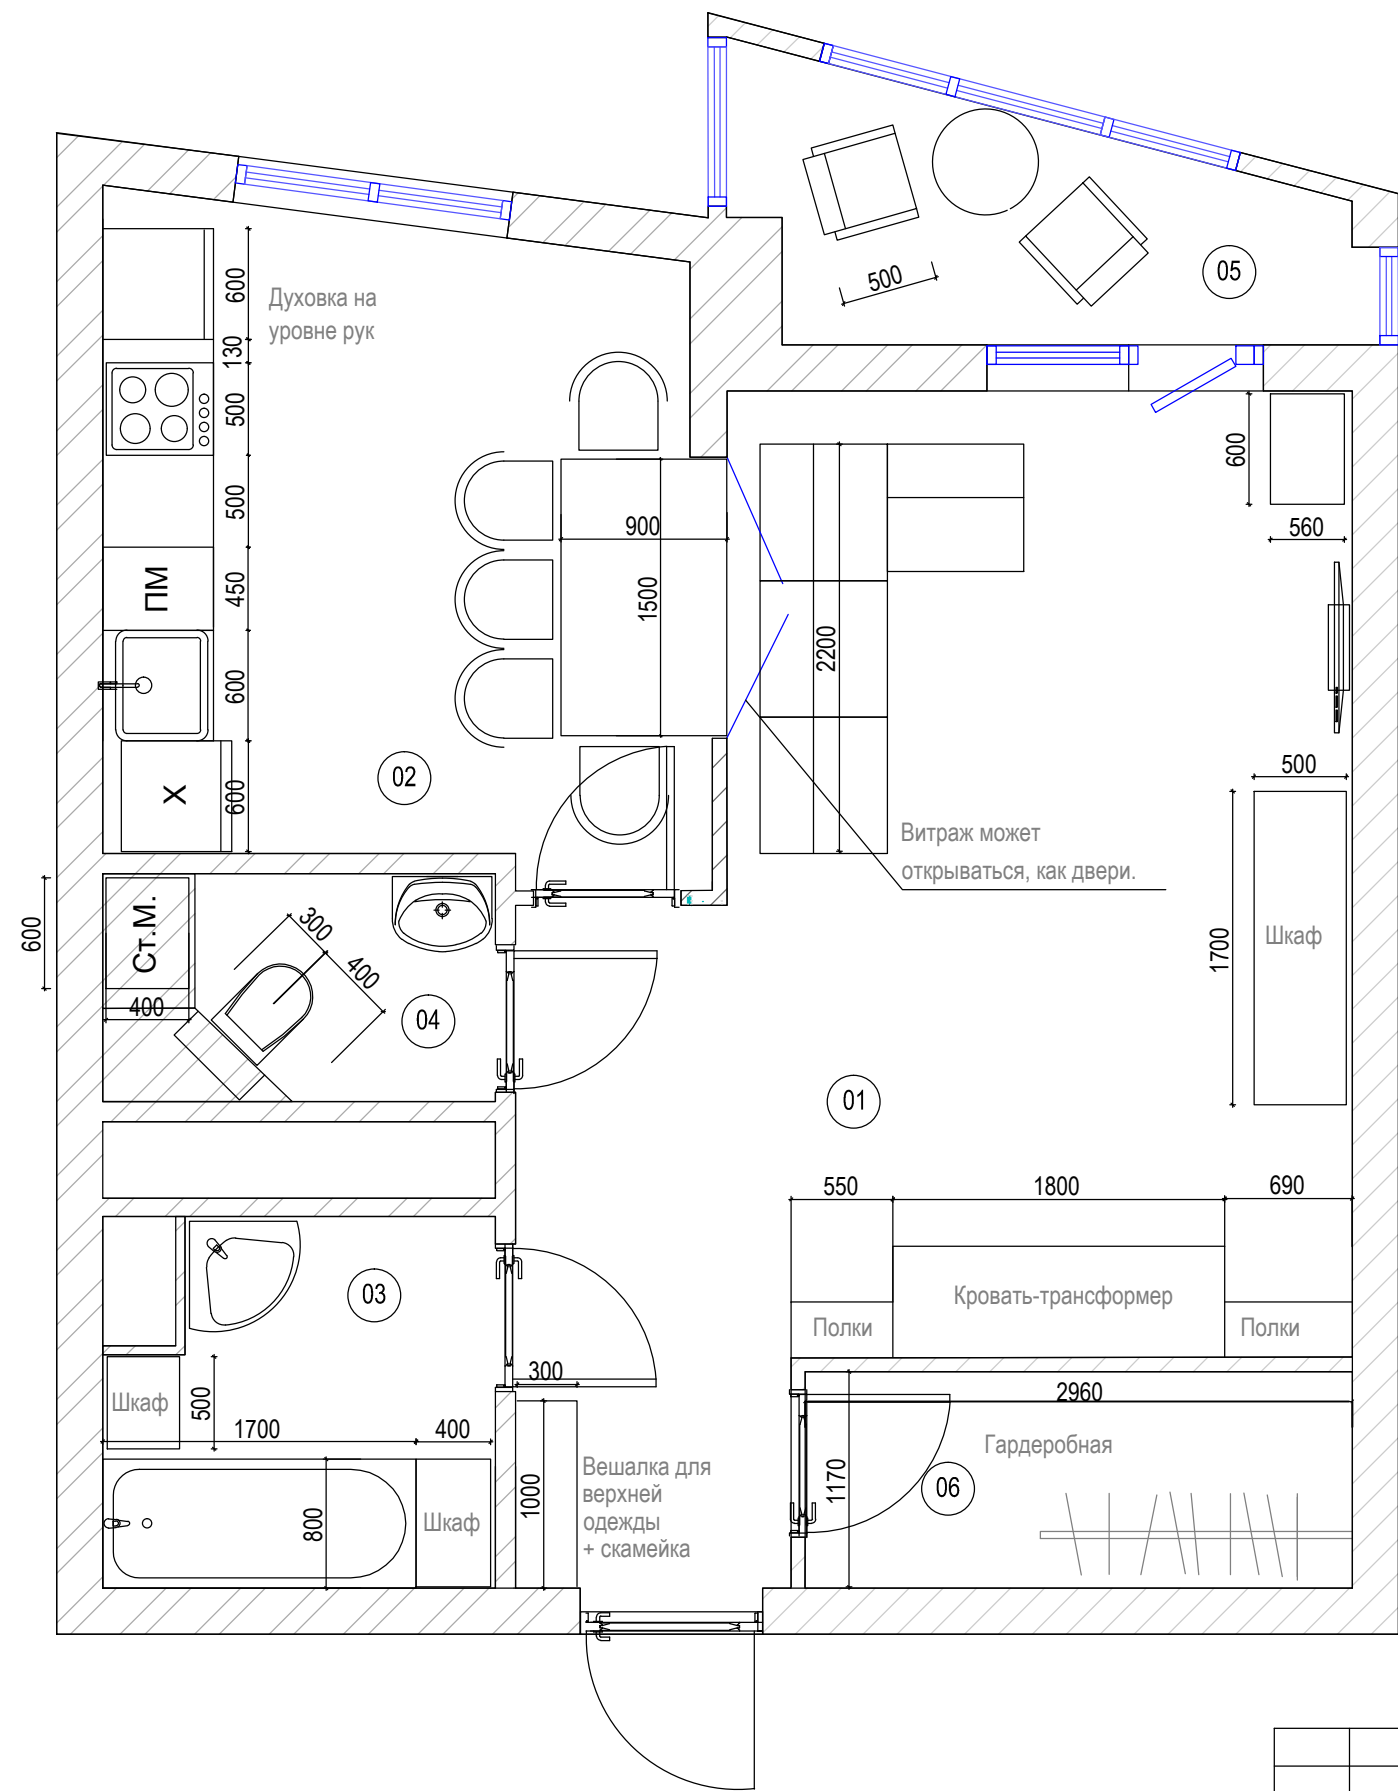 05
500
600
Духовка на
уровне рук
130
500
600
500
560
900
450
ПМ
1500
2200
600
500
02
Х
600
Витраж может
открываться, как двери.
600
Ст.М.
300
400
400
04
1700
Шкаф
01
550
1800
690
03
Кровать-трансформер
Полки
Полки
300
Шкаф
500
1700
400
2960
Гардеробная
1170
06
1000
Вешалка для
верхней
одежды
+ скамейка
800
Шкаф